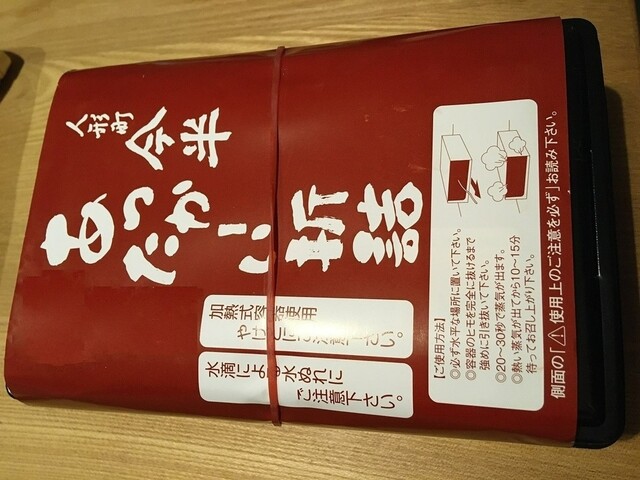 人形町
今半
あつたか〜い
折詰
加熱式容器使用
やけどにご注意下さい。
水滴による水ぬれに
ご注意下さい。
【ご使用方法】
◎必ず水平な場所に置いて下さい。
◎容器のヒモを完全に抜けるまで
強めに引き抜いて下さい。
◎20〜30秒で蒸気が出ます。
◎熱い蒸気が出てから10〜15分
待ってお召し上がり下さい。
側面の「⚠使用上のご注意を必ず」お読み下さい。